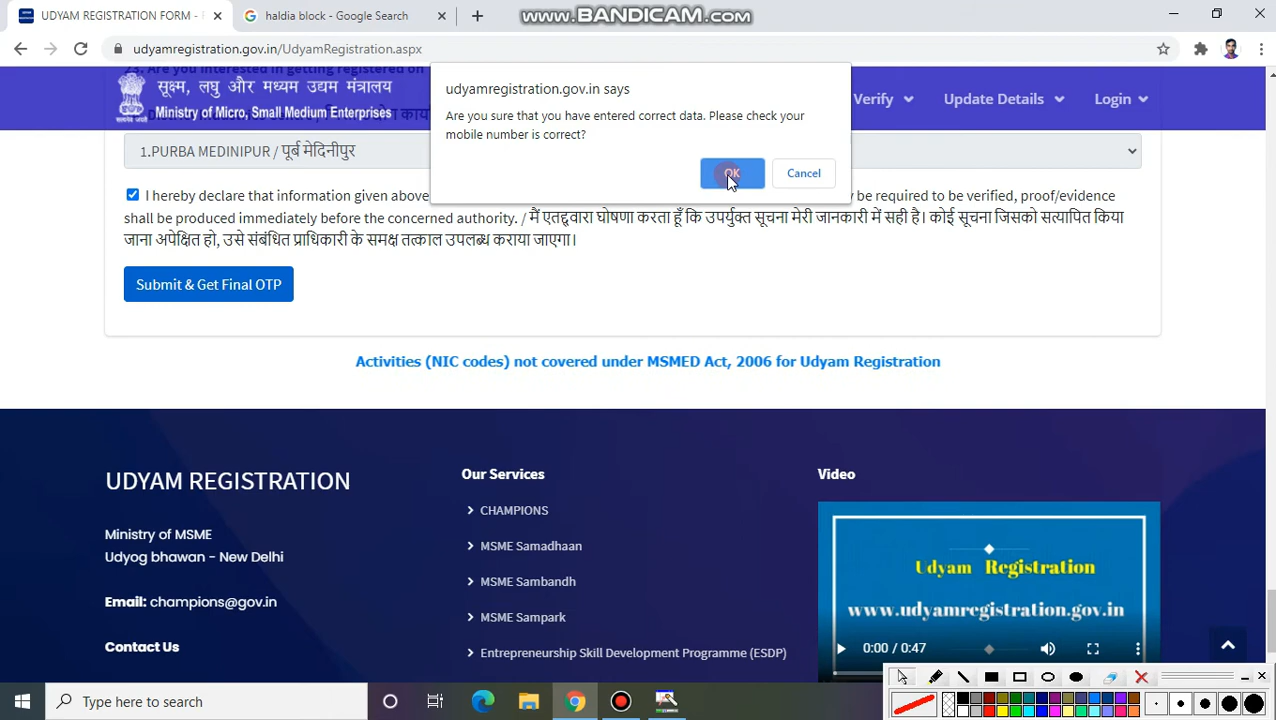 UDYAM REGISTRATION FORM -
haldia block - Google Search
www.BANDICAM.com
udyamregistration.gov.in/UdyamRegistration.aspx
23. Are you interested in getting registered on
सूक्ष्म, लघु और मध्यम उद्यम मंत्रालय
Ministry of Micro, Small Medium Enterprises
Verify
Update Details
Login
udyamregistration.gov.in says
Are you sure that you have entered correct data. Please check your
mobile number is correct?
OK
Cancel
1.PURBA MEDINIPUR / पूर्ब मेदिनीपुर
I hereby declare that information given above
be required to be verified, proof/evidence
shall be produced immediately before the concerned authority. / मैं एतद्द्वारा घोषणा करता हूँ कि उपर्युक्त सूचना मेरी जानकारी में सही है। कोई सूचना जिसको सत्यापित किया
जाना अपेक्षित हो, उसे संबंधित प्राधिकारी के समक्ष तत्काल उपलब्ध कराया जाएगा।
Submit & Get Final OTP
Activities (NIC codes) not covered under MSMED Act, 2006 for Udyam Registration
UDYAM REGISTRATION
Ministry of MSME
Udyog bhawan - New Delhi
Email: champions@gov.in
Contact Us
Our Services
CHAMPIONS
MSME Samadhaan
MSME Sambandh
MSME Sampark
Entrepreneurship Skill Development Programme (ESDP)
Video
Udyam Registration
www.udyamregistration.gov.in
0:00 / 0:47
Type here to search